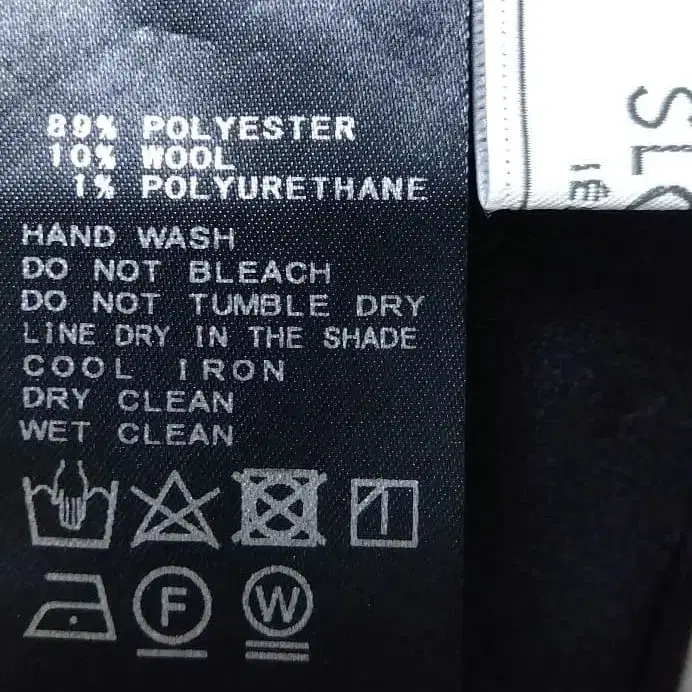 89% POLYESTER
10% WOOL
1% POLYURETHANE
HAND WASH
DO NOT BLEACH
DO NOT TUMBLE DRY
LINE DRY IN THE SHADE
COOL IRON
DRY CLEAN
WET CLEAN
F
W